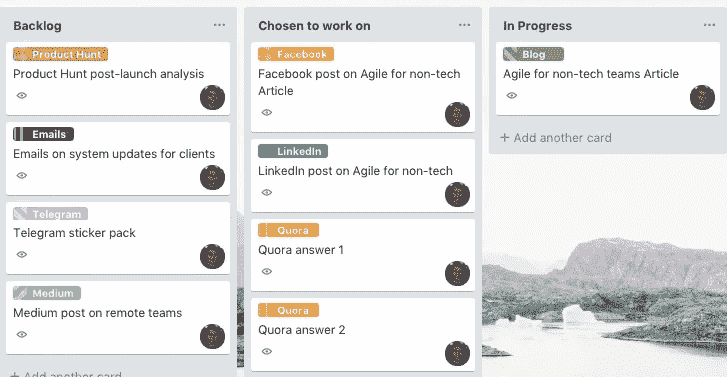 Backlog
Product Hunt
Product Hunt post-launch analysis
Emails
Emails on system updates for clients
Telegram
Telegram sticker pack
Medium
Medium post on remote teams
+ Add another card
Chosen to work on
Facebook
Facebook post on Agile for non-tech
Article
LinkedIn
LinkedIn post on Agile for non-tech
Quora
Quora answer 1
Quora
Quora answer 2
In Progress
Blog
Agile for non-tech teams Article
+ Add another card